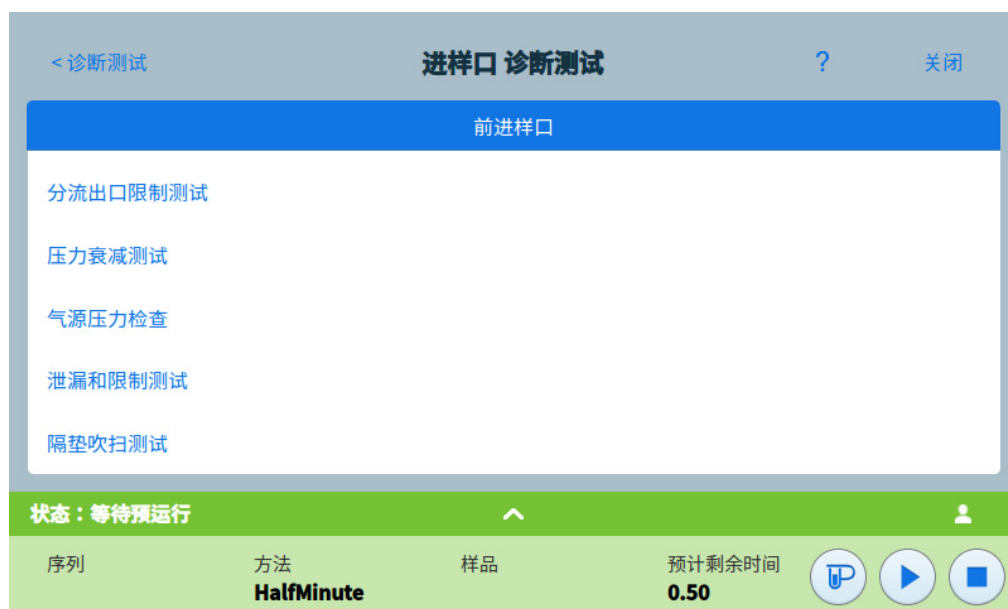 <诊断测试 进样口 诊断测试 ? 关闭
前进样口
分流出口限制测试
压力衰减测试
气源压力检查
泄漏和限制测试
隔垫吹扫测试
状态：等待预运行
序列 方法 样品 预计剩余时间
HalfMinute 0.50